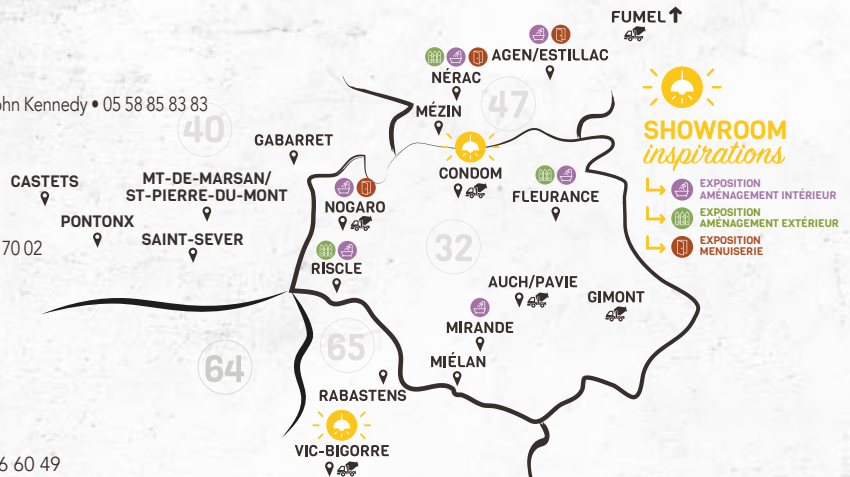 FUMEL
AGEN/ESTILLAC
NÉRAC
47
MÉZIN
ohn Kennedy • 05 58 85 83 83
40
SHOWROOM
inspirations
GABARRET
CONDOM
CASTETS
MT-DE-MARSAN/
ST-PIERRE-DU-MONT
NOGARO
FLEURANCE
EXPOSITION
AMÉNAGEMENT INTÉRIEUR
EXPOSITION
AMÉNAGEMENT EXTÉRIEUR
EXPOSITION
MENUISERIE
PONTONX
SAINT-SEVER
70 02
32
RISCLE
AUCH/PAVIE
GIMONT
MIRANDE
65
64
MIÉLAN
RABASTENS
VIC-BIGORRE
6 60 49